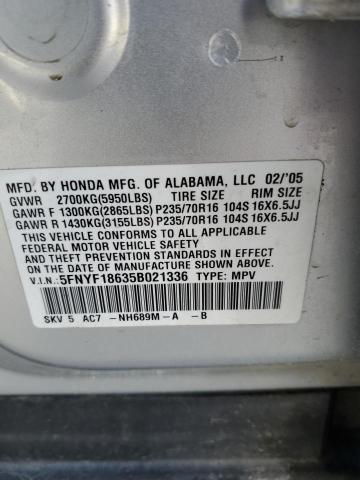 MFD. BY HONDA MFG. OF ALABAMA, LLC 02/'05
GVWR 2700KG(5950LBS) TIRE SIZE RIM SIZE
GAWR F 1300KG(2865LBS) P235/70R16 104S 16X6.5JJ
GAWR R 1430KG(3155LBS) P235/70R16 104S 16X6.5JJ
THIS VEHICLE CONFORMS TO ALL APPLICABLE
FEDERAL MOTOR VEHICLE SAFETY AND
THEFT PREVENTION STANDARDS IN EFFECT ON
THE DATE OF MANUFACTURE SHOWN ABOVE.
V.I.N.: 5FNYF18635B021336 TYPE: MPV
SKV 5 AC7 -NH689M-A -B